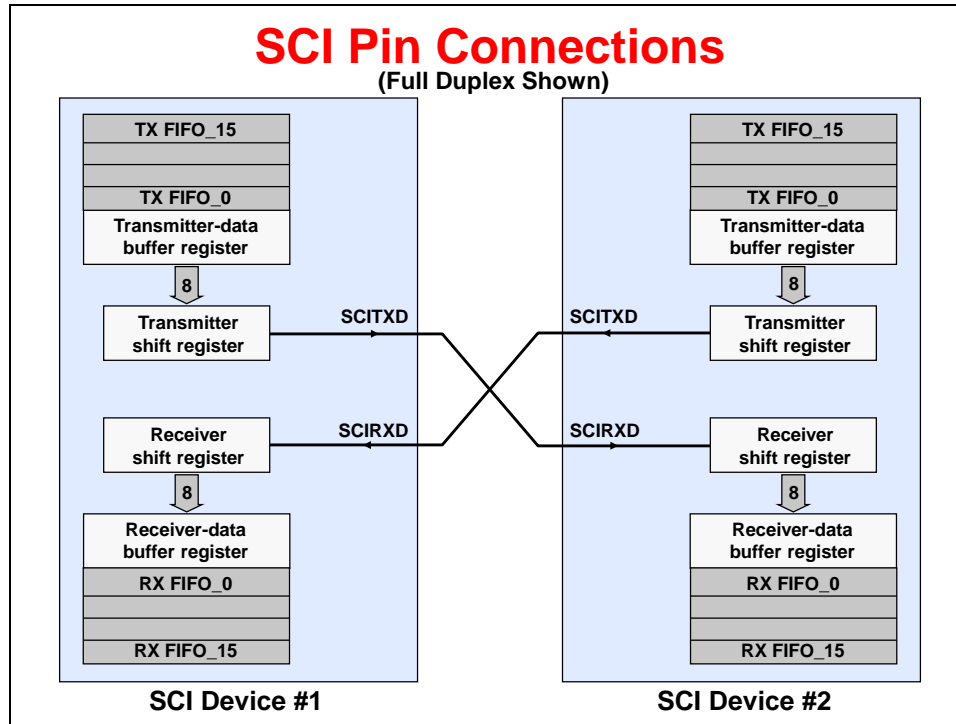 SCI Pin Connections
(Full Duplex Shown)
TX FIFO_15
TX FIFO_0
Transmitter-data
buffer register
8
Transmitter
shift register
SCITXD
SCIRXD
Receiver
shift register
8
Receiver-data
buffer register
RX FIFO_0
RX FIFO_15
SCI Device #1
TX FIFO_15
TX FIFO_0
Transmitter-data
buffer register
8
SCITXD
Transmitter
shift register
SCIRXD
Receiver
shift register
8
Receiver-data
buffer register
RX FIFO_0
RX FIFO_15
SCI Device #2